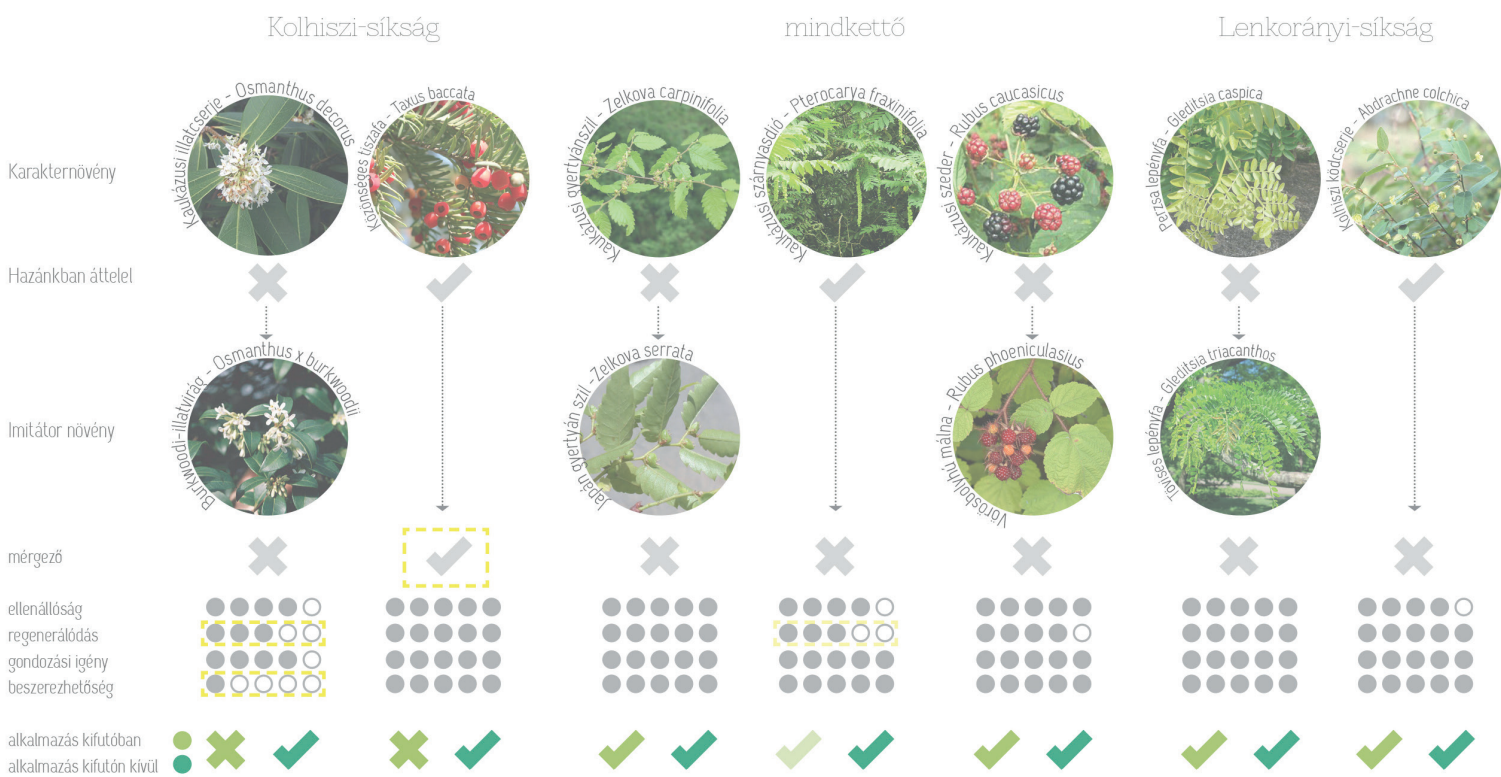 Kolhiszi-síkság
mindkettő
Lenkorányi-síkság
Karakternövény
Kaukázusi illatcserje - Osmanthus decorus
Közönséges tiszafa - Taxus baccata
Kaukázusi gyertyánszil - Zelkova carpinifolia
Kaukázusi szárnyasdió - Pterocarya fraxinifolia
Kaukázusi szeder - Rubus caucasicus
Perzsa lepényfa - Gleditsia caspica
Kolhiszi ködcserje - Abdrachne colchica
Hazánkban áttelel
Imitátor növény
Burkwoodi-illatvirág - Osmanthus x burkwoodii
Japán gyertyán szil - Zelkova serrata
Vörösbolyhú málna - Rubus phoeniculasius
Tövises lepényfa - Gleditsia triacanthos
mérgező
ellenállóság
regenerálódás
gondozási igény
beszerezhetőség
alkalmazás kifutóban
alkalmazás kifutón kívül